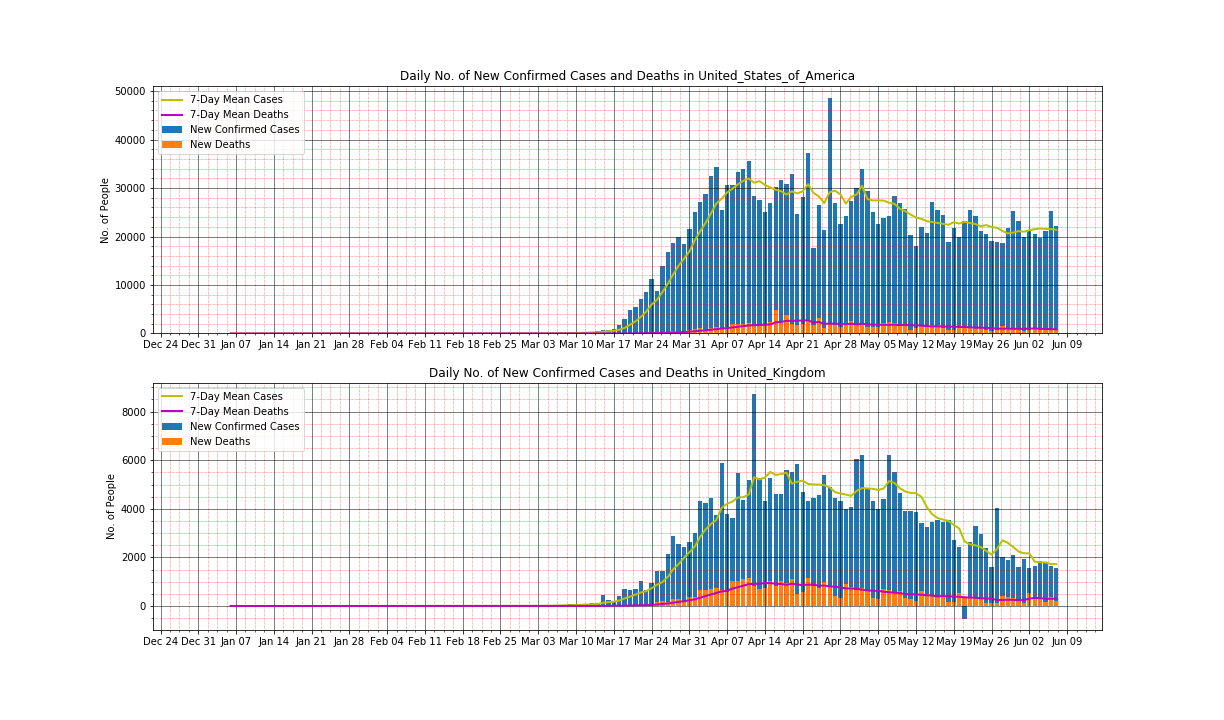 Daily No. of New Confirmed Cases and Deaths in United_States_of_America
50000
40000
30000
20000
10000
0
No. of People
7-Day Mean Cases
7-Day Mean Deaths
New Confirmed Cases
New Deaths
Dec 24 Dec 31 Jan 07 Jan 14 Jan 21 Jan 28 Feb 04 Feb 11 Feb 18 Feb 25 Mar 03 Mar 10 Mar 17 Mar 24 Mar 31 Apr 07 Apr 14 Apr 21 Apr 28 May 05 May 12 May 19 May 26 Jun 02 Jun 09
Daily No. of New Confirmed Cases and Deaths in United_Kingdom
8000
6000
4000
2000
0
No. of People
7-Day Mean Cases
7-Day Mean Deaths
New Confirmed Cases
New Deaths
Dec 24 Dec 31 Jan 07 Jan 14 Jan 21 Jan 28 Feb 04 Feb 11 Feb 18 Feb 25 Mar 03 Mar 10 Mar 17 Mar 24 Mar 31 Apr 07 Apr 14 Apr 21 Apr 28 May 05 May 12 May 19 May 26 Jun 02 Jun 09